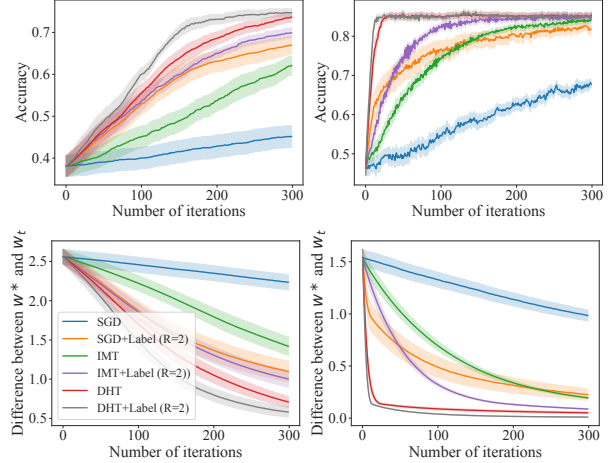 0.7
0.6
0.5
0.4
Accuracy
0 100 200 300
Number of iterations
0.8
0.7
0.6
0.5
Accuracy
0 100 200 300
Number of iterations
2.5
2.0
1.5
1.0
0.5
Difference between w* and wt
SGD
SGD+Label (R=2)
IMT
IMT+Label (R=2))
DHT
DHT+Label (R=2)
0 100 200 300
Number of iterations
1.5
1.0
0.5
0.0
Difference between w* and wt
0 100 200 300
Number of iterations